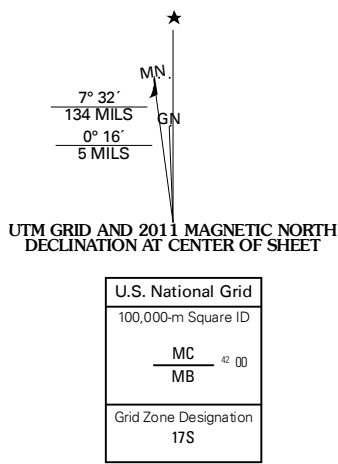 ★
MN
7° 32´
134 MILS
GN
0° 16´
5 MILS
UTM GRID AND 2011 MAGNETIC NORTH
DECLINATION AT CENTER OF SHEET
U.S. National Grid
100,000-m Square ID
MC
42 00
MB
Grid Zone Designation
17S